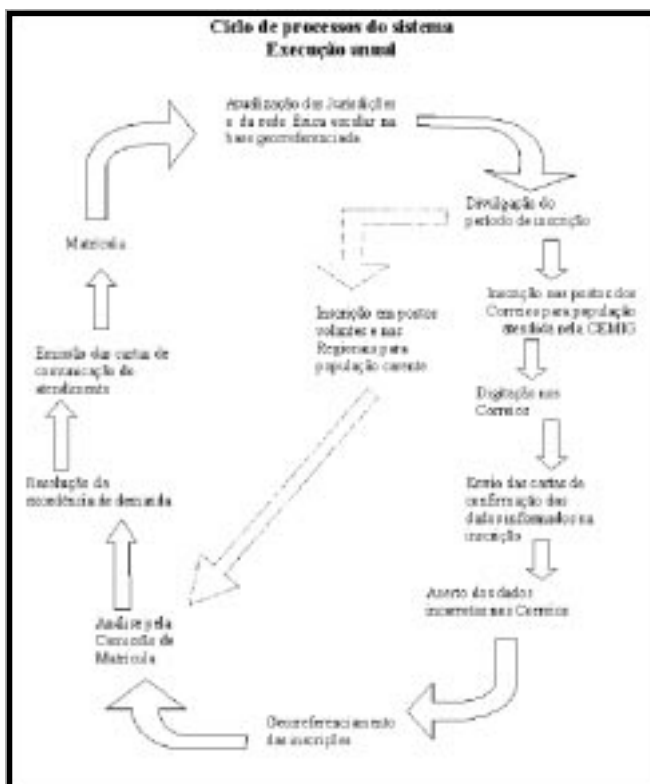 Ciclo de processos do sistema
Execução anual
Atualização das Jurisdições
e da rede física escolar na
base georeferenciada
Divulgação do
período de inscrição
Matrícula
Inscrição em postos
volantes e nas
Regionais para
população carente
Inscrição nos postos dos
Correios para população
atendida pela CEMIG
Emissão das cartas de
comunicação do
atendimento
Digitação nos
Correios
Resolução da
excedência de demanda
Envio das cartas de
confirmação dos
dados informados na
inscrição
Acerto dos dados
incorretos nos Correios
Análise pela
Comissão de
Matrícula
Georeferenciamento
das inscrições